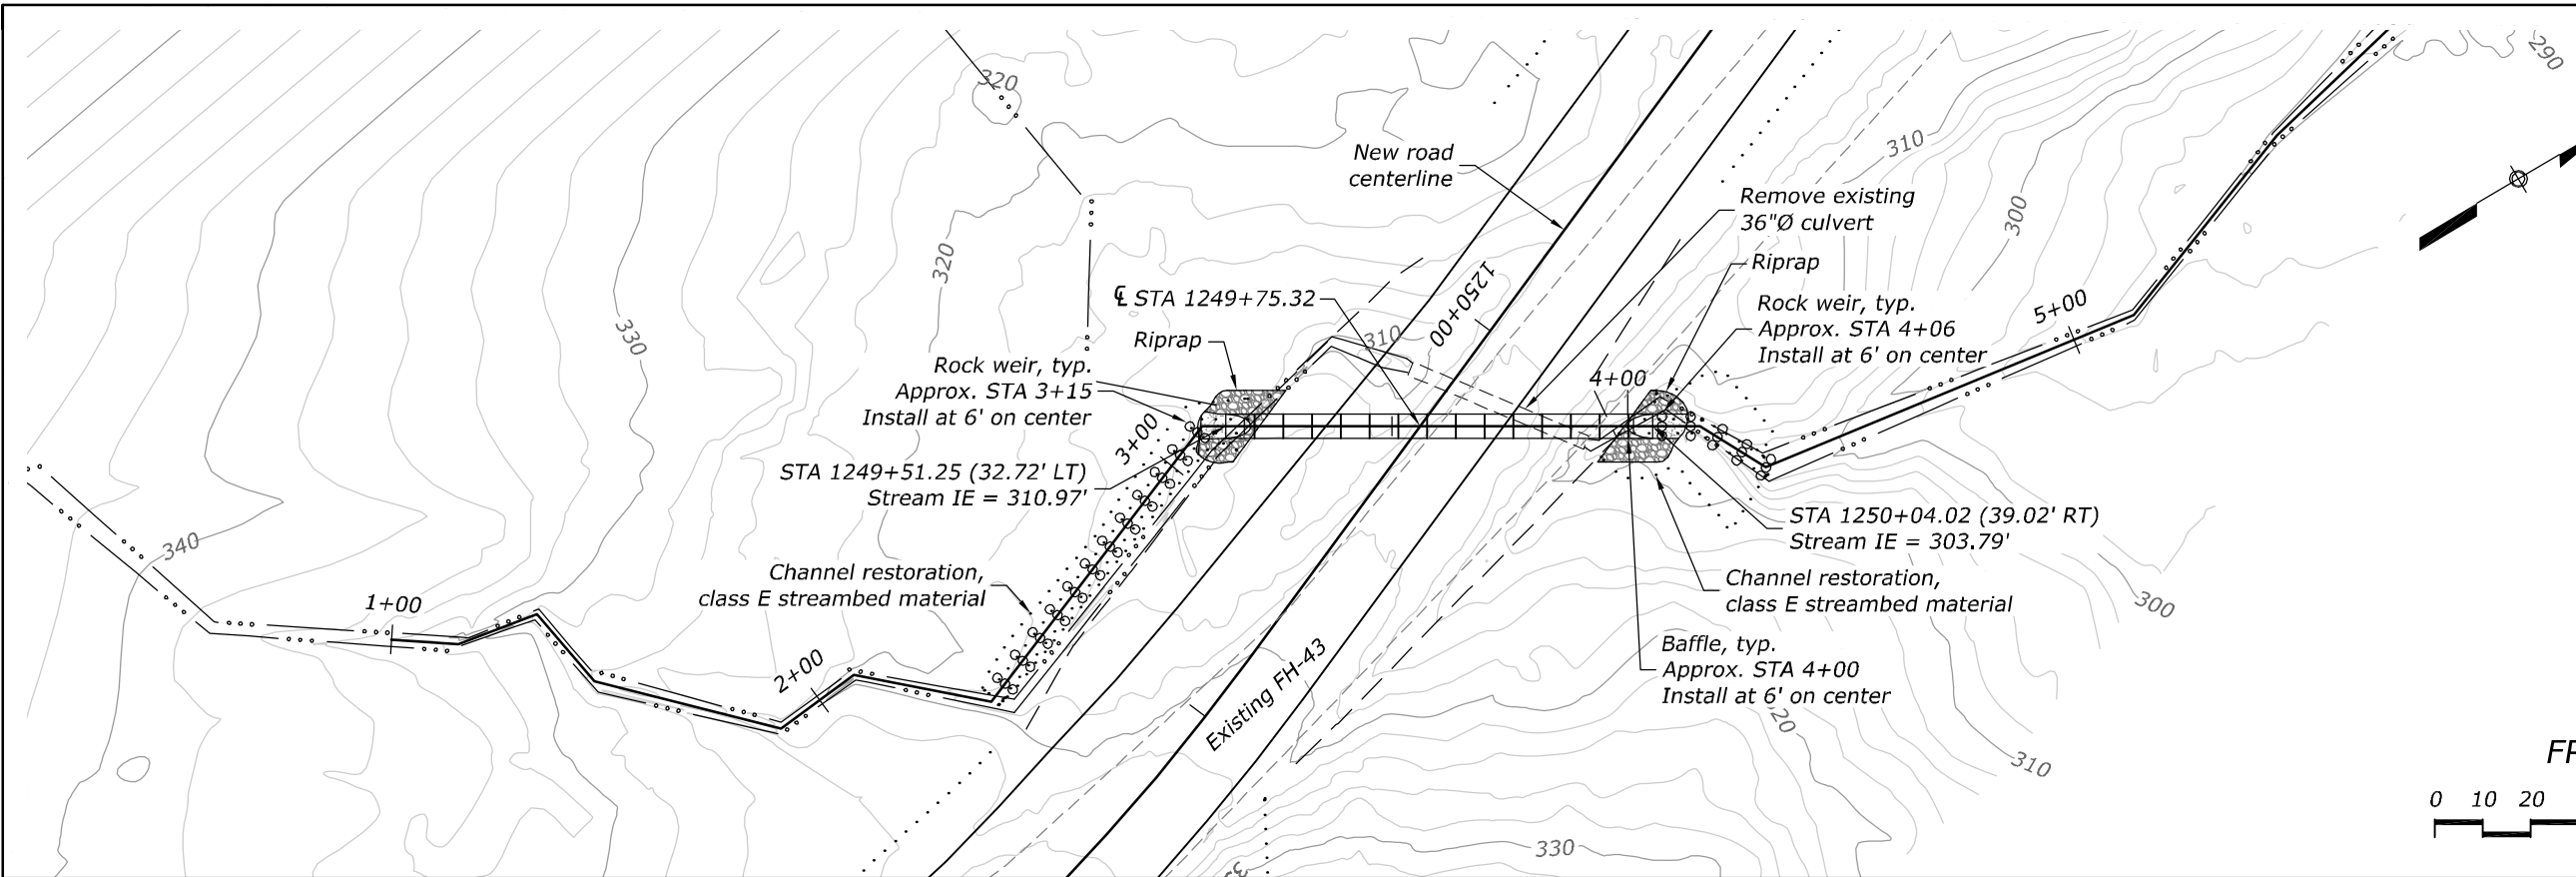 320
290
310
New road
centerline
Remove existing
36"Ø culvert
Riprap
300
320
℄ STA 1249+75.32
1250+00
Rock weir, typ.
Approx. STA 4+06
Install at 6' on center
5+00
330
Riprap
310
Rock weir, typ.
Approx. STA 3+15
Install at 6' on center
4+00
3+00
STA 1249+51.25 (32.72' LT)
Stream IE = 310.97'
STA 1250+04.02 (39.02' RT)
Stream IE = 303.79'
340
Channel restoration,
class E streambed material
Channel restoration,
class E streambed material
1+00
300
2+00
Existing FH-43
Baffle, typ.
Approx. STA 4+00
Install at 6' on center
310
330
0 10 20